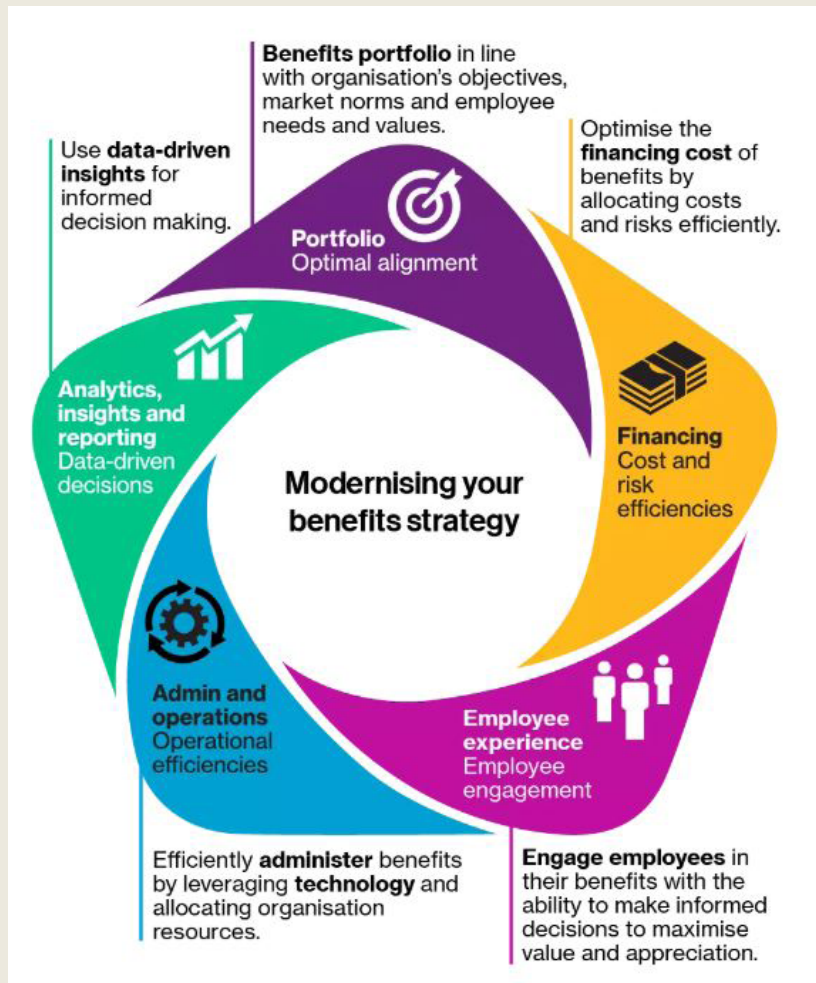 Benefits portfolio in line
with organisation's objectives,
market norms and employee
needs and values.
Use data-driven
insights for
informed
decision making.
Optimise the
financing cost of
benefits by
allocating costs
and risks efficiently.
Portfolio
Optimal alignment
Analytics,
insights and
reporting
Data-driven
decisions
Financing
Cost and
risk
efficiencies
Modernising your
benefits strategy
Admin and
operations
Operational
efficiencies
Employee
experience
Employee
engagement
Efficiently administer benefits
by leveraging technology and
allocating organisation
resources.
Engage employees in
their benefits with the
ability to make informed
decisions to maximise
value and appreciation.